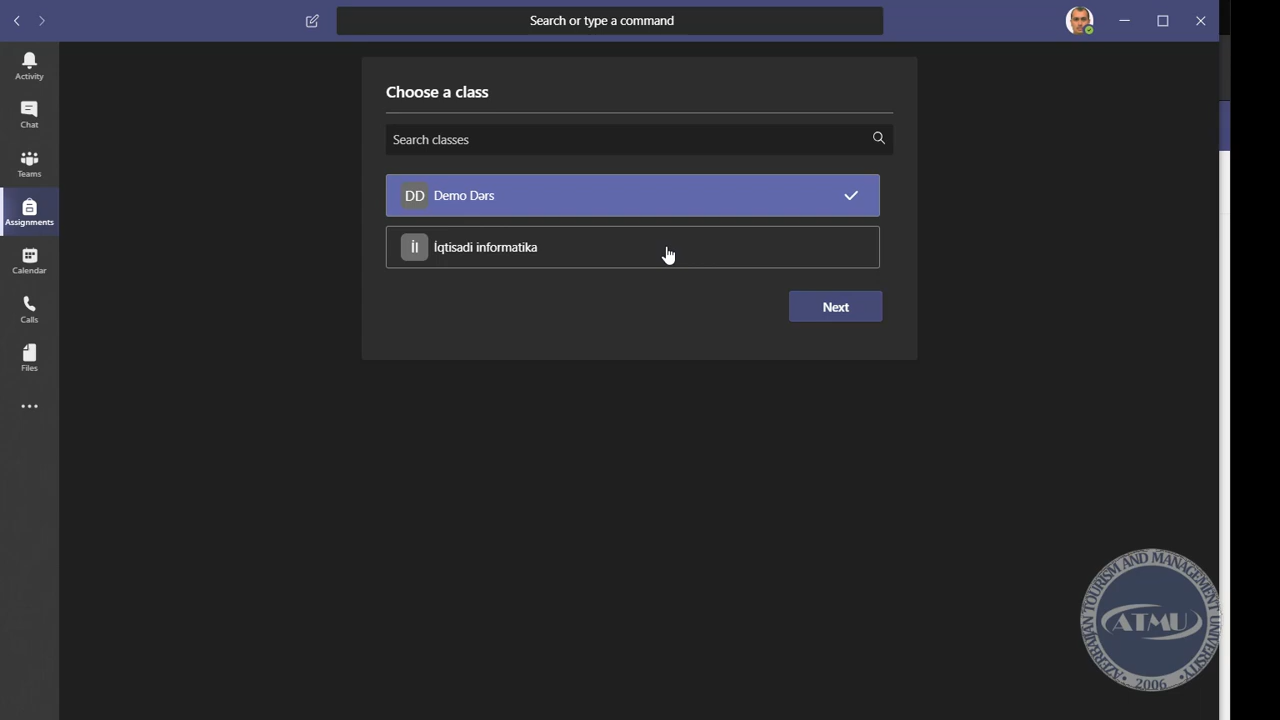 Search or type a command
Activity
Chat
Teams
Assignments
Calendar
Calls
Files
Choose a class
Search classes
DD Demo Dərs
İI İqtisadi informatika
Next
AZERBAIJAN TOURISM AND MANAGEMENT UNIVERSITY
ATMU
2006